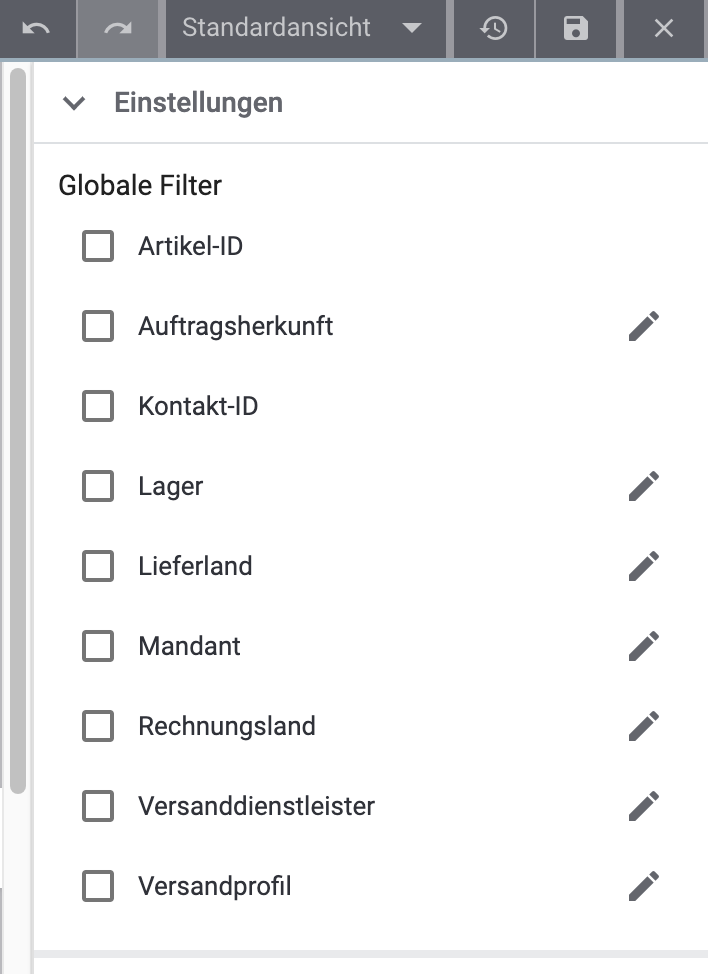 Standardansicht
Einstellungen
Globale Filter
Artikel-ID
Auftragsherkunft
Kontakt-ID
Lager
Lieferland
Mandant
Rechnungsland
Versanddienstleister
Versandprofil